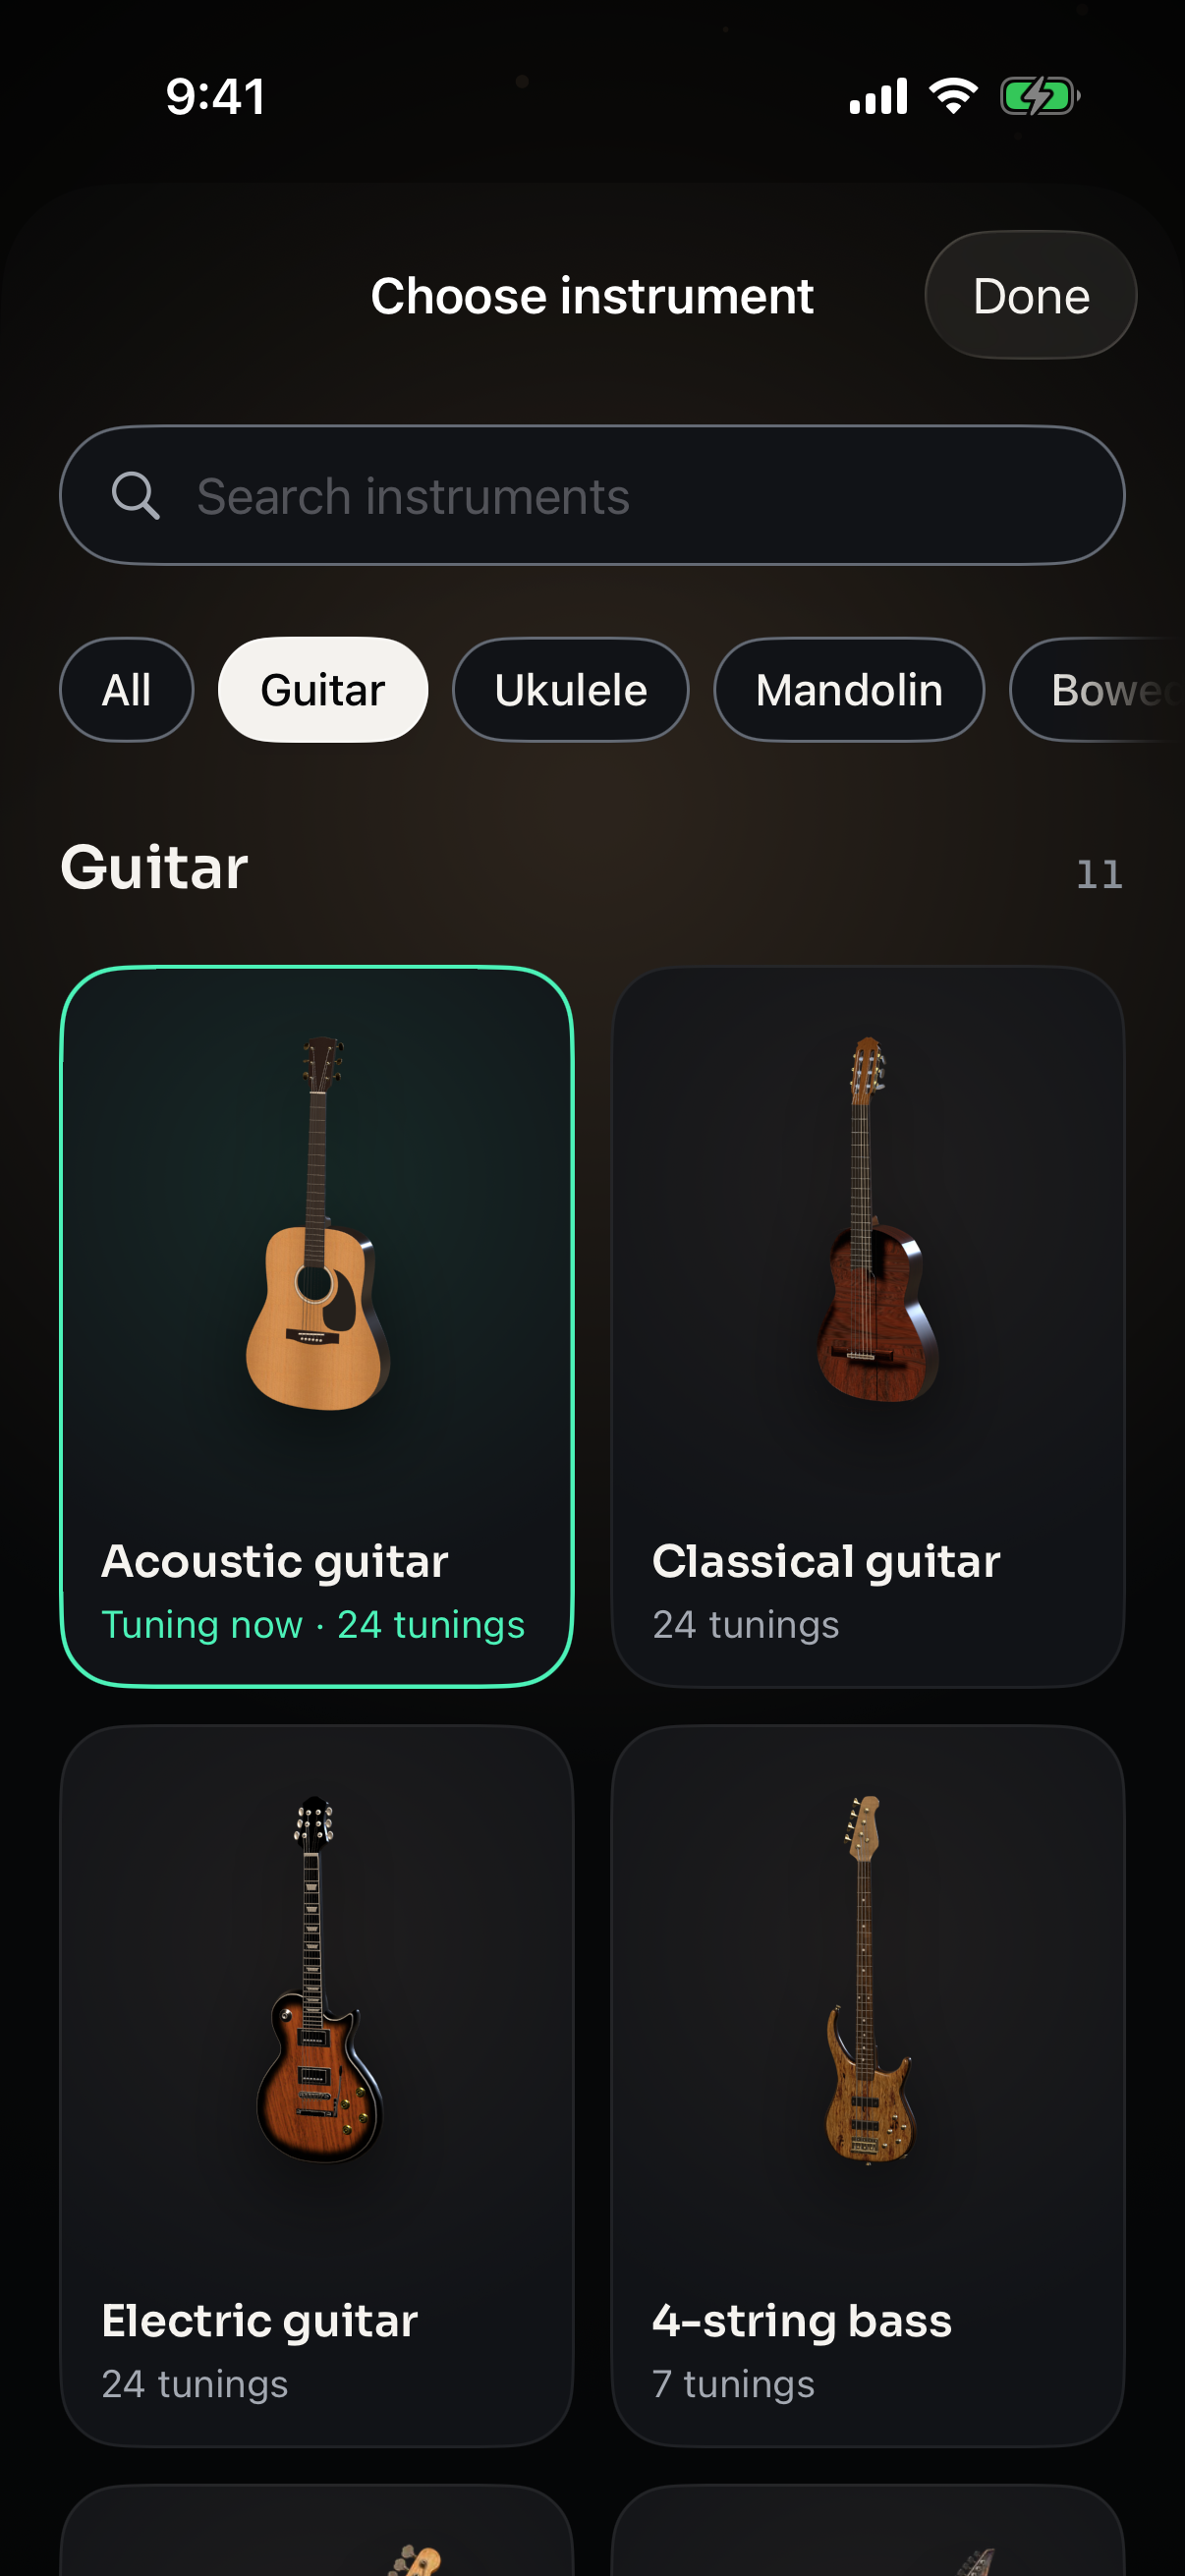 9:41
Choose instrument
Done
Search instruments
All
Guitar
Ukulele
Mandolin
Bowed
Guitar
11
Acoustic guitar
Tuning now · 24 tunings
Classical guitar
24 tunings
Electric guitar
24 tunings
4-string bass
7 tunings